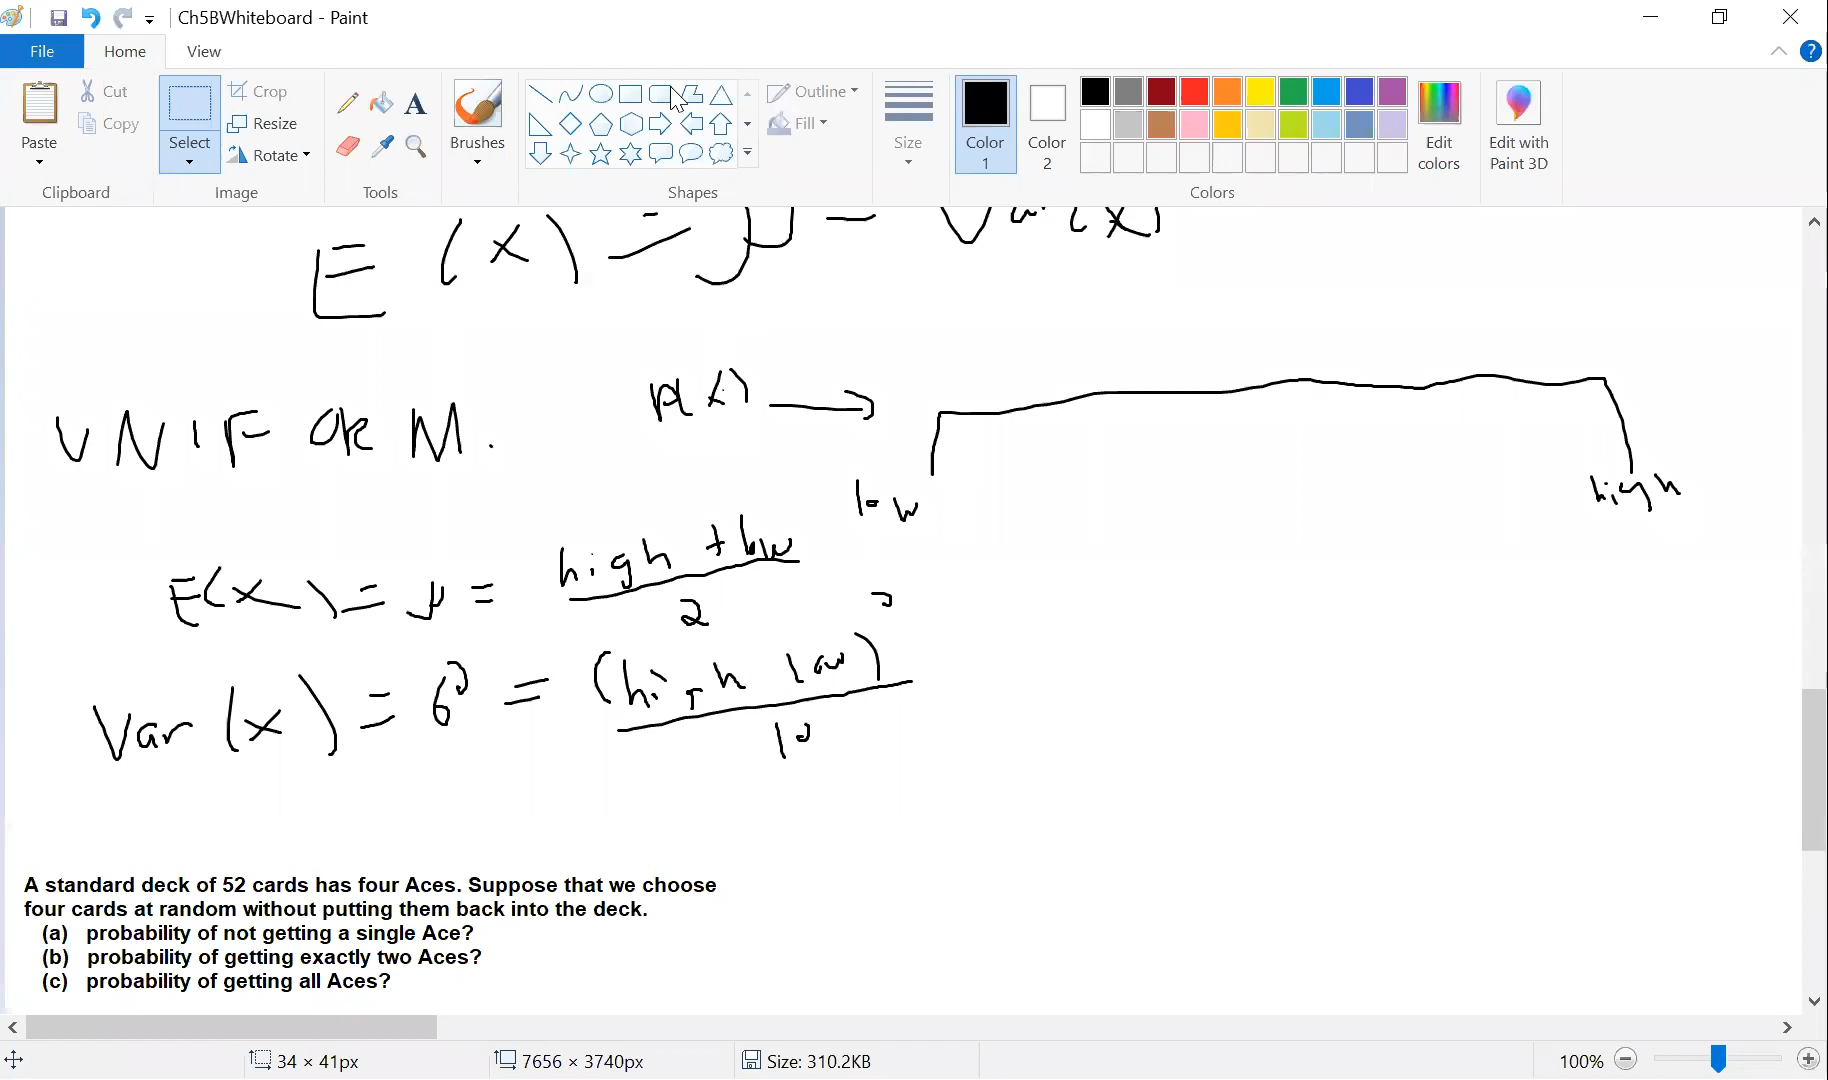 Ch5BWhiteboard - Paint
File Home View
Paste Cut Copy Select Crop Resize Rotate A Brushes Outline Fill Size Color 1 Color 2 Edit colors Edit with Paint 3D
Clipboard Image Tools Shapes Colors
E (x) = μ = Var(x)
UNIFORM.
low
high
E(x) = μ = high + low
2
Var (x) = σ² = (high low)²
12
A standard deck of 52 cards has four Aces. Suppose that we choose
four cards at random without putting them back into the deck.
(a) probability of not getting a single Ace?
(b) probability of getting exactly two Aces?
(c) probability of getting all Aces?
34 × 41px 7656 × 3740px Size: 310.2KB 100%